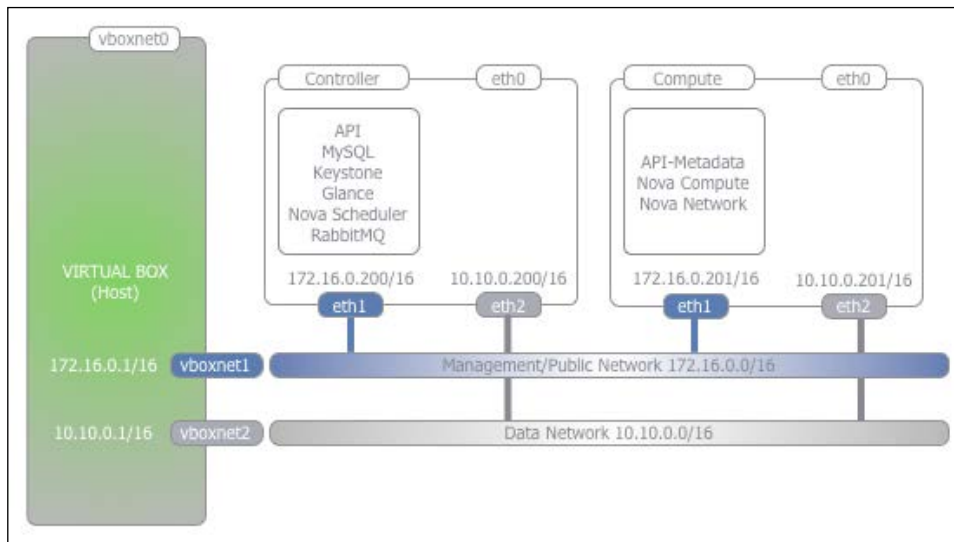 vboxnet0
Controller
eth0
Compute
eth0
API
MySQL
Keystone
Glance
Nova Scheduler
RabbitMQ
API-Metadata
Nova Compute
Nova Network
VIRTUAL BOX
(Host)
172.16.0.200/16
10.10.0.200/16
172.16.0.201/16
10.10.0.201/16
eth1
eth2
eth1
eth2
172.16.0.1/16
vboxnet1
Management/Public Network 172.16.0.0/16
10.10.0.1/16
vboxnet2
Data Network 10.10.0.0/16